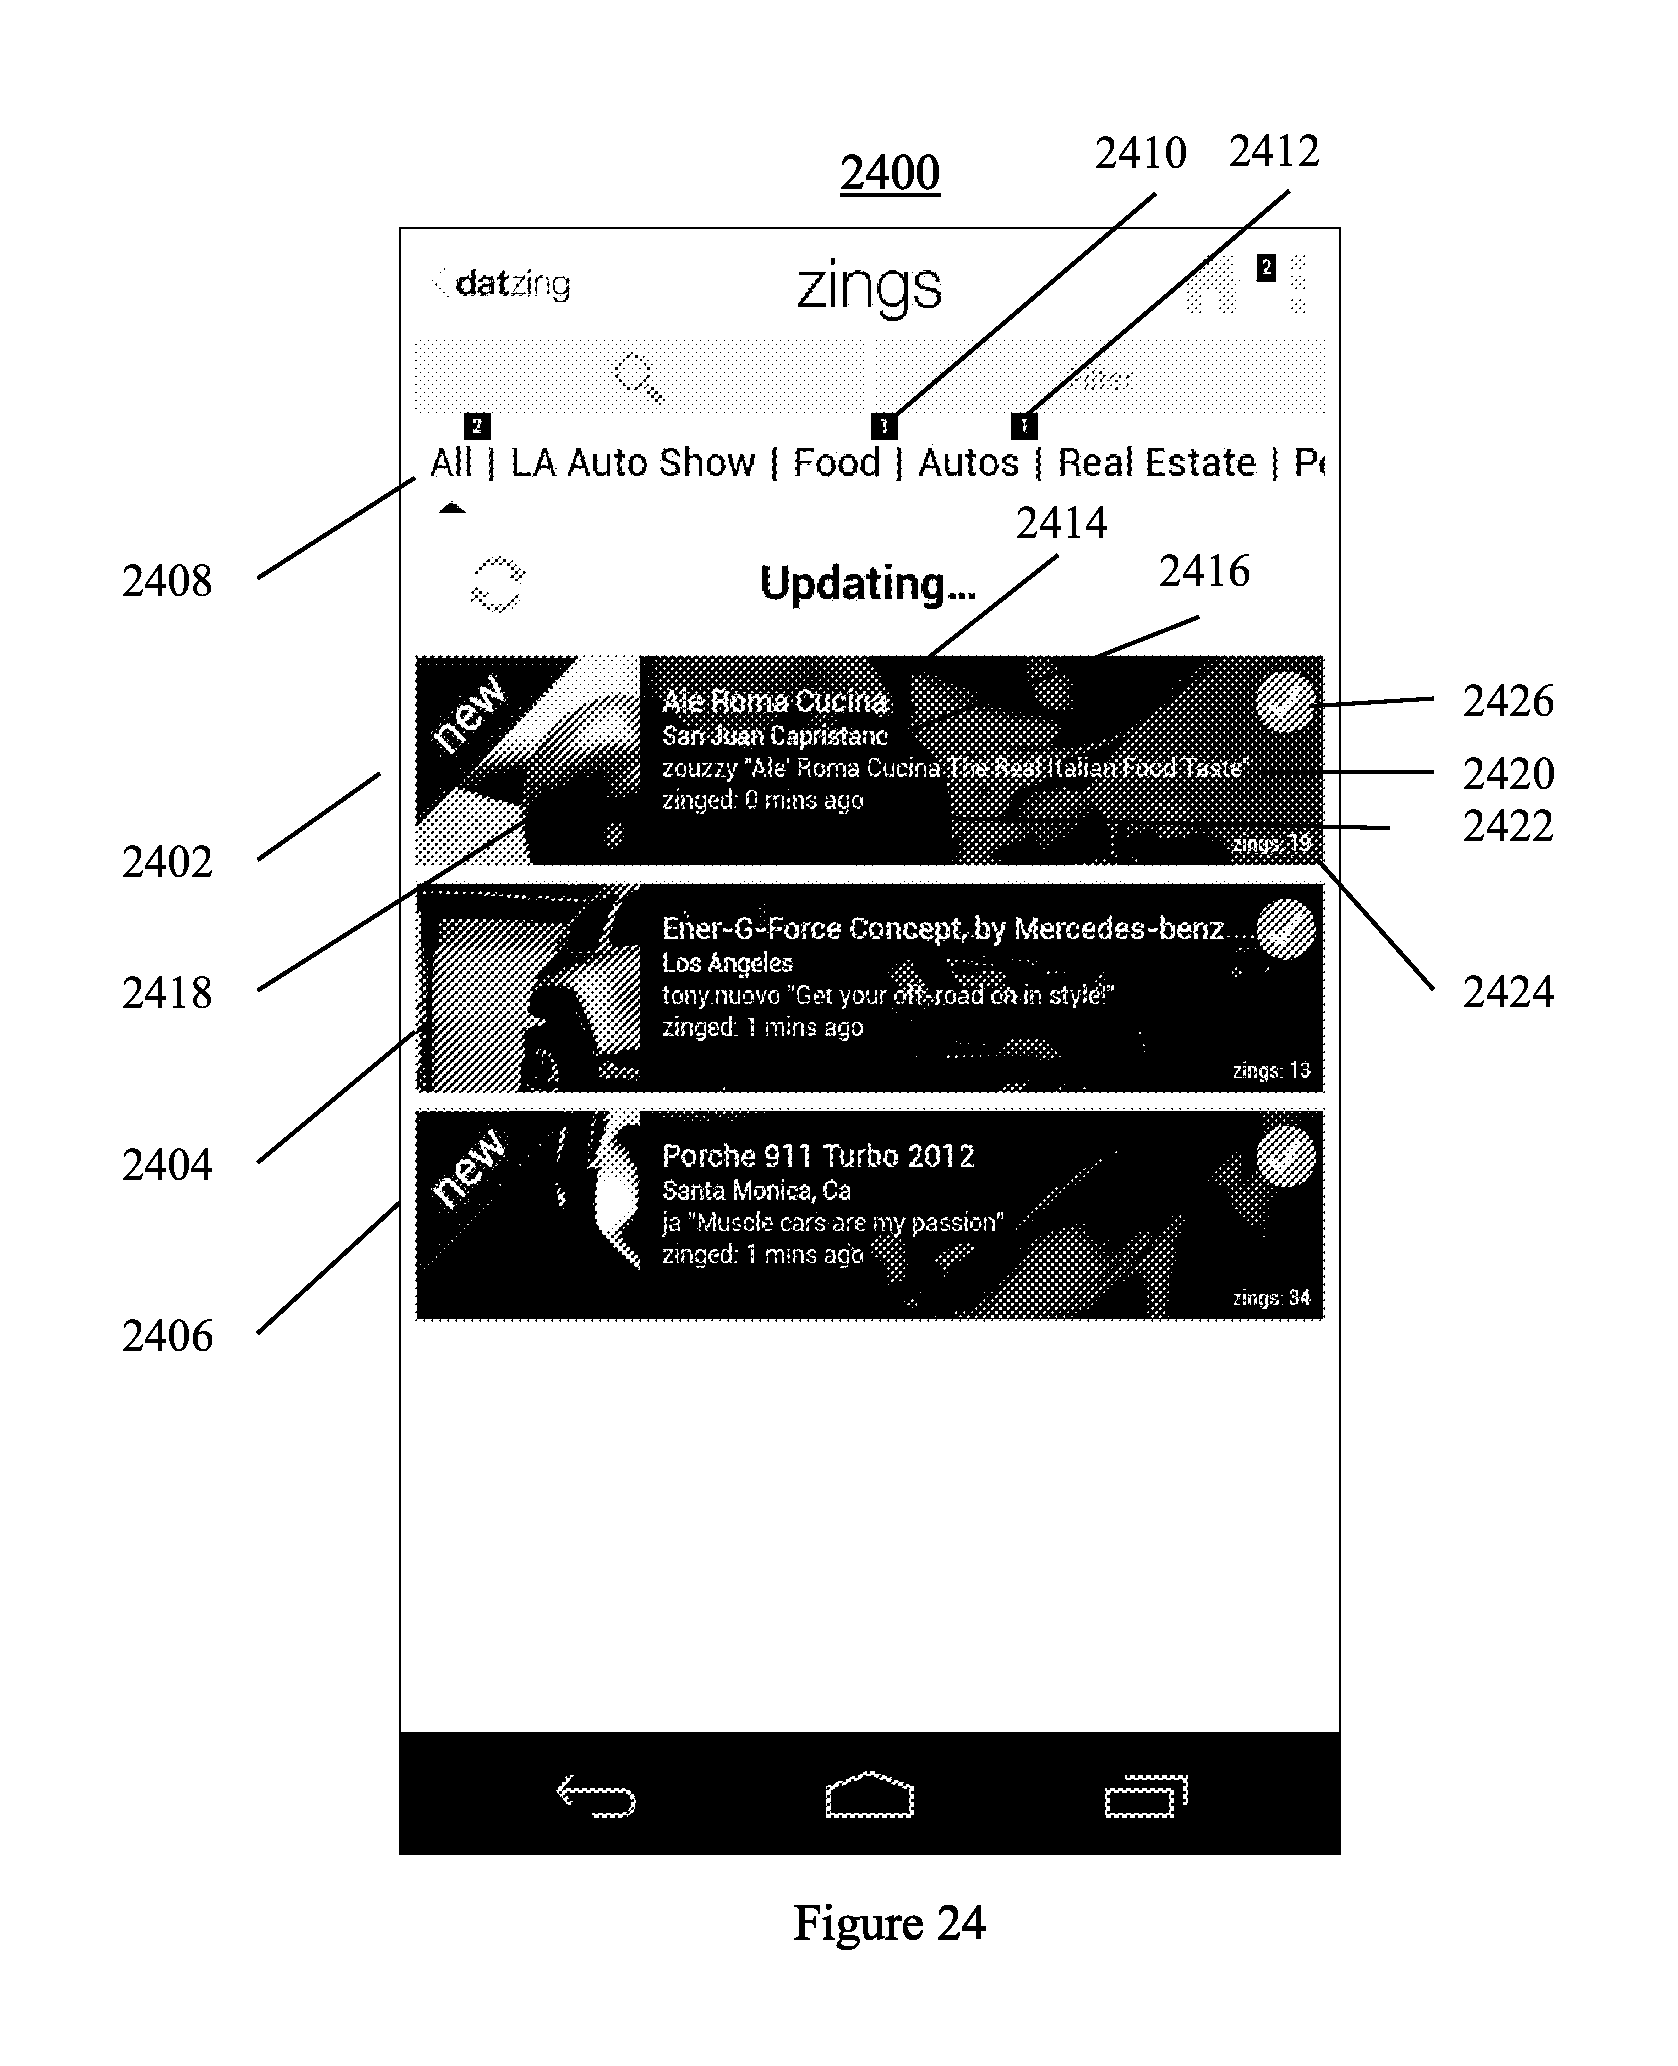 2410 2412
2400
datzing zings 2
Filter
2 1 1
All | LA Auto Show | Food | Autos | Real Estate | Pe
2414
2408 Updating... 2416
new Ale Roma Cucina 2426
San Juan Capristano
zouzzy "Ale' Roma Cucina The Real Italian Food Taste" 2420
zinged: 0 mins ago
2422
2402 zings: 19
Ener-G-Force Concept, by Mercedes-benz...
Los Angeles
2418 tony.nuovo "Get your off-road on in style!" 2424
zinged: 1 mins ago
zings: 13
2404
new Porche 911 Turbo 2012
Santa Monica, Ca
ja "Muscle cars are my passion"
zinged: 1 mins ago
zings: 34
2406
Figure 24